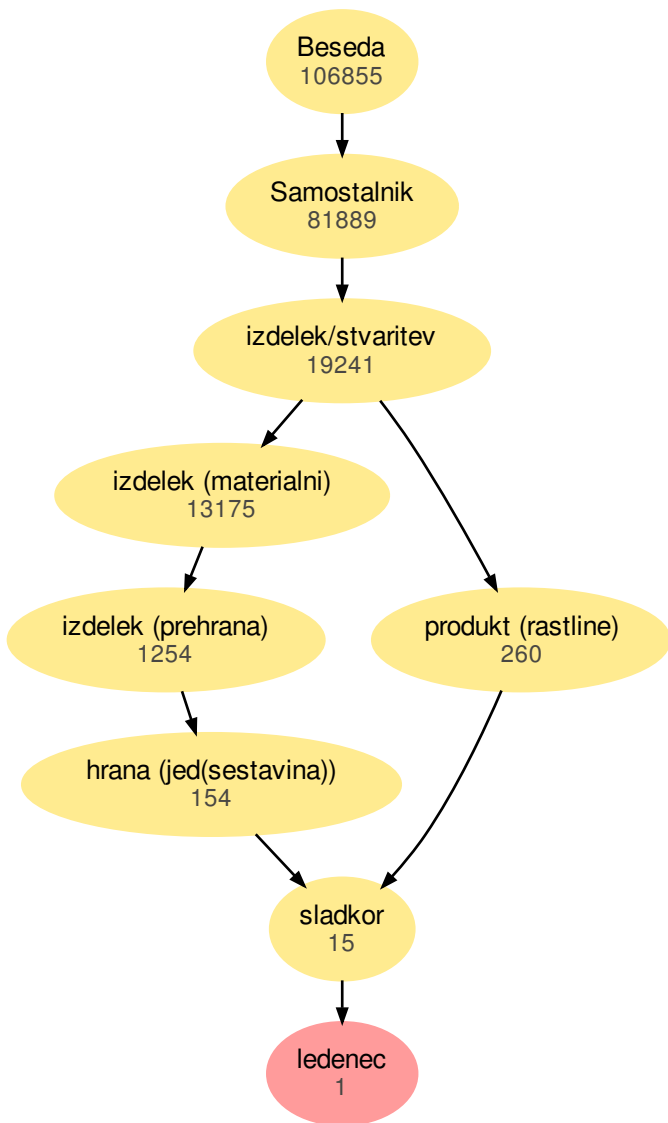 Beseda
106855
Samostalnik
81889
izdelek/stvaritev
19241
izdelek (materialni)
13175
izdelek (prehrana)
1254
produkt (rastline)
260
hrana (jed(sestavina))
154
sladkor
15
ledenec
1